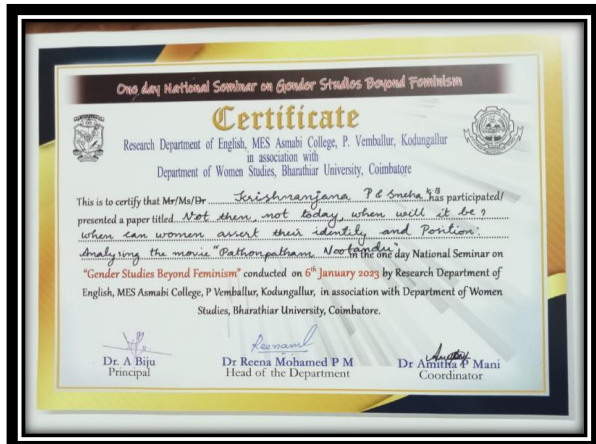 One day National Seminar on Gender Studies Beyond Feminism
Certificate
Research Department of English, MES Asmabi College, P. Vemballur, Kodungallur
in association with
Department of Women Studies, Bharathiar University, Coimbatore
This is to certify that Mr/Ms/Dr Krishnanjana P & Sneha K B has participated/
presented a paper titled Not then, not today, when will it be?
when can women assert their identity and Position:
Analysing the movie "Pathonpatham Nootandu" in the one day National Seminar on
"Gender Studies Beyond Feminism" conducted on 6th January 2023 by Research Department of
English, MES Asmabi College, P Vemballur, Kodungallur, in association with Department of Women
Studies, Bharathiar University, Coimbatore.
Reenaml
Dr. A Biju
Principal
Dr Reena Mohamed P M
Head of the Department
Dr Amitha P Mani
Coordinator